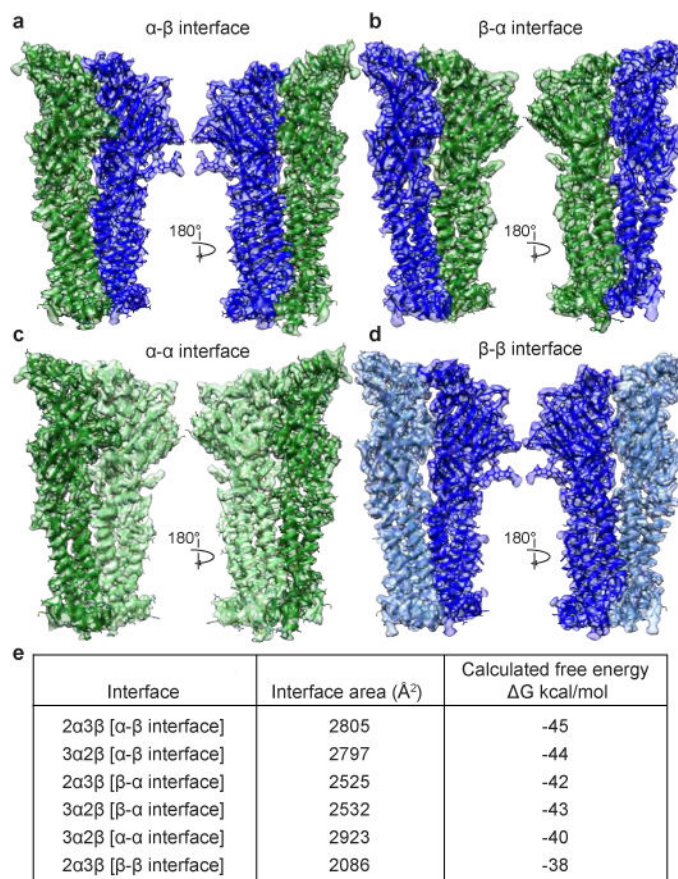 a α-β interface
b β-α interface
180°
180°
c α-α interface
d β-β interface
180°
180°
e
Interface Interface area (Å²) Calculated free energy
ΔG kcal/mol
2α3β [α-β interface] 2805 -45
3α2β [α-β interface] 2797 -44
2α3β [β-α interface] 2525 -42
3α2β [β-α interface] 2532 -43
3α2β [α-α interface] 2923 -40
2α3β [β-β interface] 2086 -38